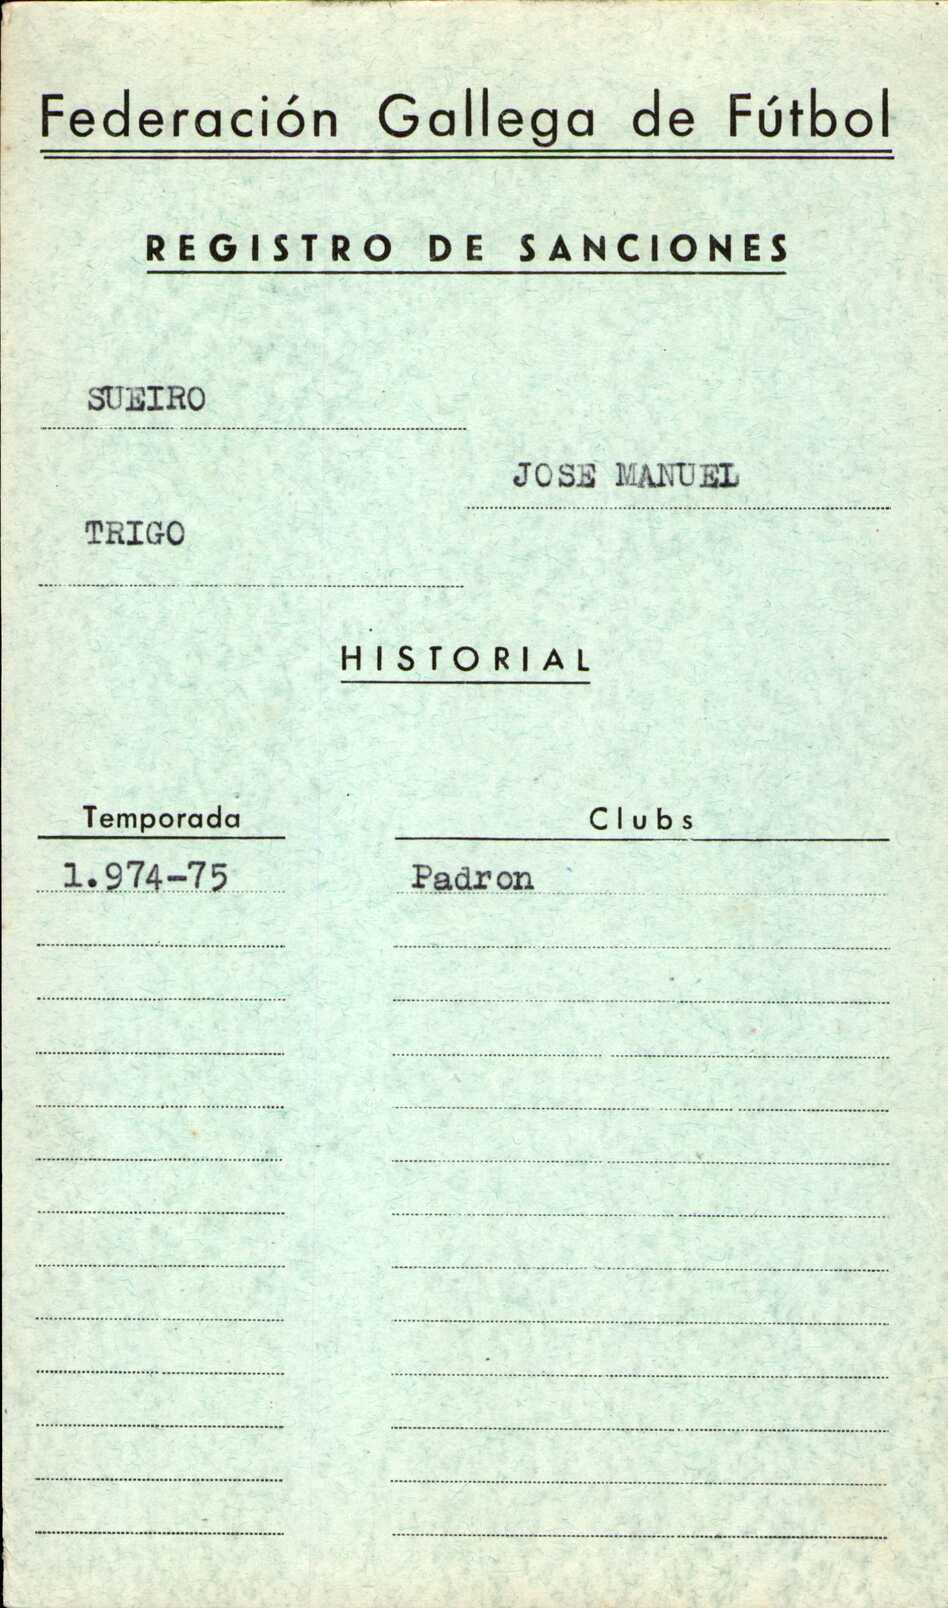 Federación Gallega de Fútbol
REGISTRO DE SANCIONES
SUEIRO
JOSE MANUEL
TRIGO
HISTORIAL
Temporada Clubs
1.974-75 Padron